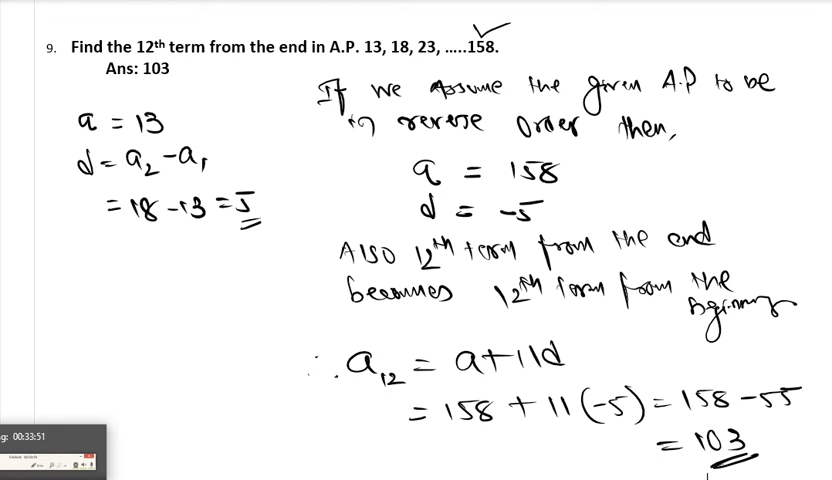 9. Find the 12th term from the end in A.P. 13, 18, 23, .....158.
Ans: 103
a = 13
d = a₂ - a₁
= 18 - 13 = 5
If we Assume the given A.P to be
in reverse Order then,
a = 158
d = -5
Also 12th term from the end
becomes 12th term from the
Beginning
∴ a₁₂ = a + 11d
= 158 + 11(-5) = 158 - 55
= 103
g: 00:33:51